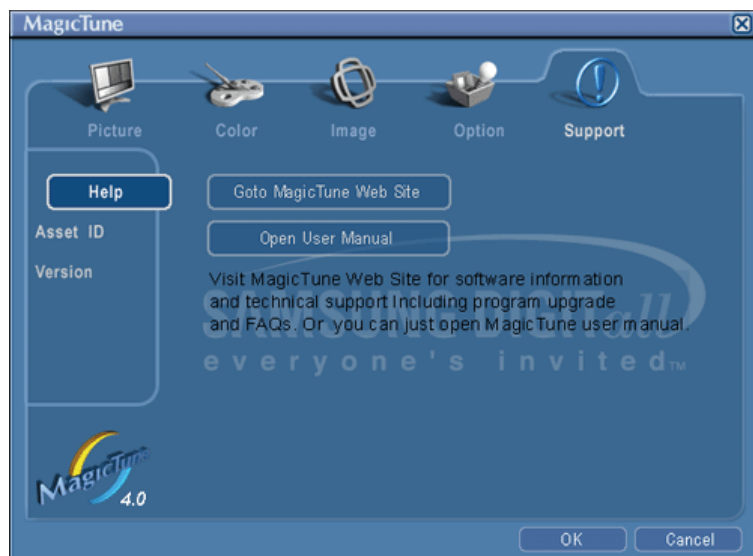 MagicTune
Picture
Color
Image
Option
Support
Help
Asset ID
Version
Goto MagicTune Web Site
Open User Manual
Visit MagicTune Web Site for software information
and technical support Including program upgrade
and FAQs. Or you can just open MagicTune user manual.
SAMSUNG DIGITall
everyone's invited™
MagicTune
4.0
OK
Cancel